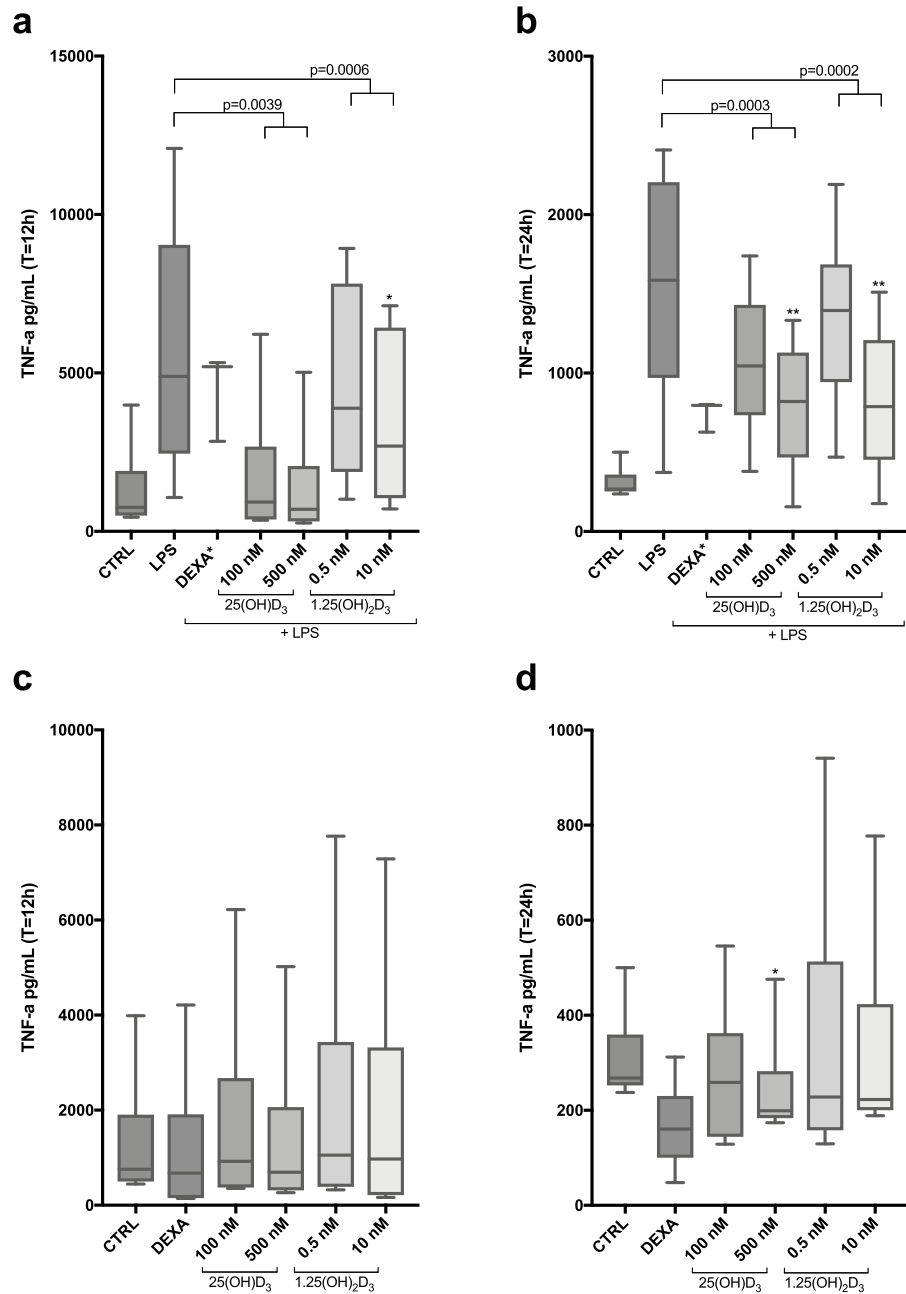 a
15000
10000
5000
0
TNF-a pg/mL (T=12h)
p=0.0006
p=0.0039
*
CTRL
LPS
DEXA*
100 nM
500 nM
0.5 nM
10 nM
25(OH)D3
1.25(OH)2D3
+ LPS
b
3000
2000
1000
0
TNF-a pg/mL (T=24h)
p=0.0002
p=0.0003
**
**
CTRL
LPS
DEXA*
100 nM
500 nM
0.5 nM
10 nM
25(OH)D3
1.25(OH)2D3
+ LPS
c
10000
8000
6000
4000
2000
0
TNF-a pg/mL (T=12h)
CTRL
DEXA
100 nM
500 nM
0.5 nM
10 nM
25(OH)D3
1.25(OH)2D3
d
1000
800
600
400
200
0
TNF-a pg/mL (T=24h)
*
CTRL
DEXA
100 nM
500 nM
0.5 nM
10 nM
25(OH)D3
1.25(OH)2D3